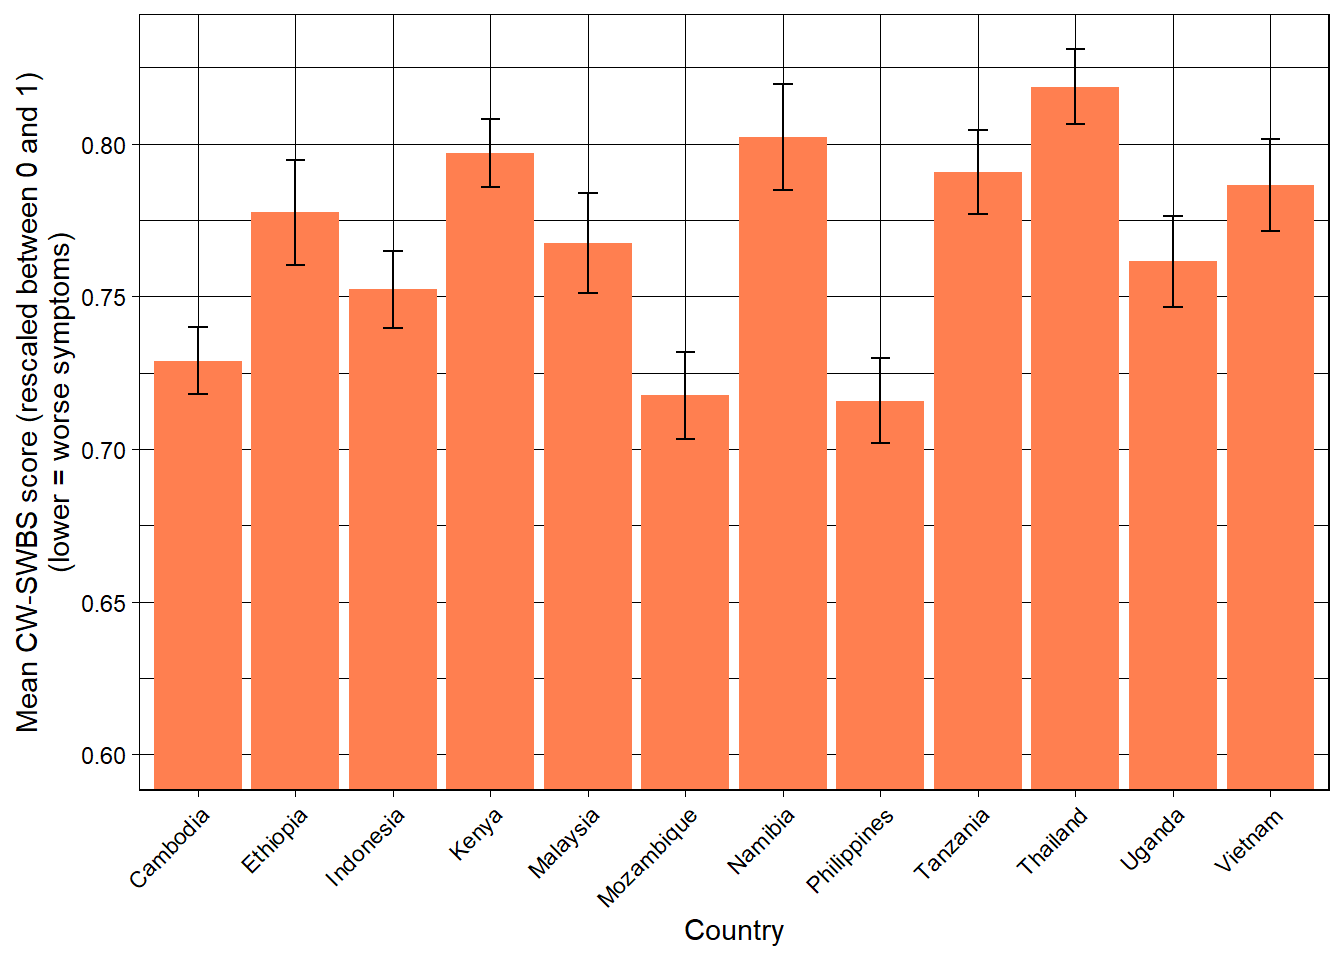 Mean CW-SWBS score (rescaled between 0 and 1)
(lower = worse symptoms)
0.80
0.75
0.70
0.65
0.60
Cambodia
Ethiopia
Indonesia
Kenya
Malaysia
Mozambique
Namibia
Philippines
Tanzania
Thailand
Uganda
Vietnam
Country